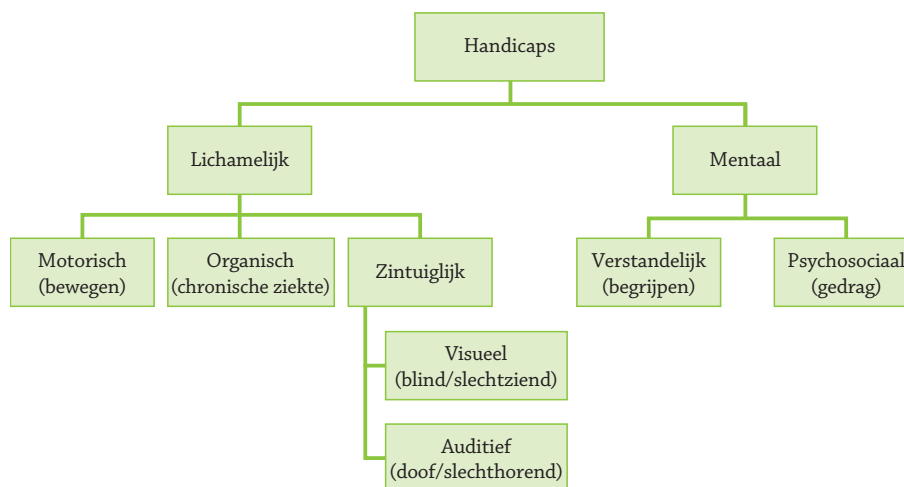 Handicaps
Lichamelijk
Mentaal
Motorisch
(bewegen)
Organisch
(chronische ziekte)
Zintuiglijk
Verstandelijk
(begrijpen)
Psychosociaal
(gedrag)
Visueel
(blind/slechtziend)
Auditief
(doof/slechthorend)